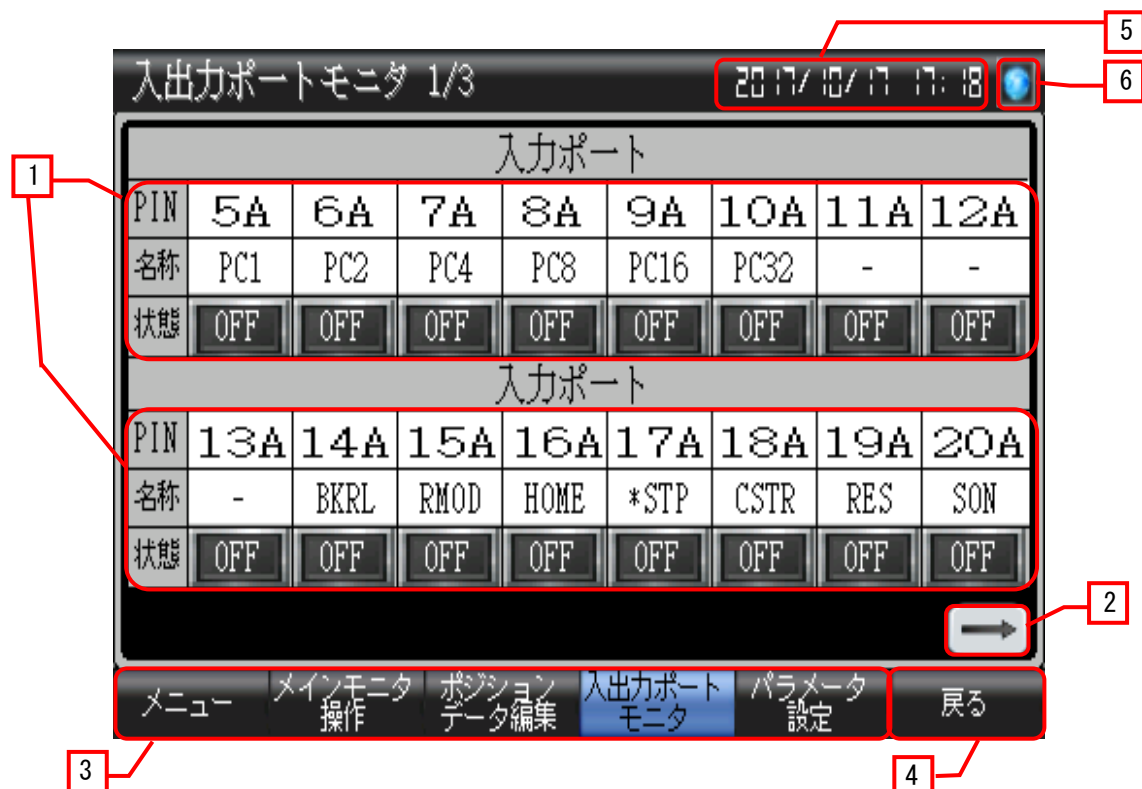 5
入出力ポートモニタ 1/3
2017/10/17 17:18
6
入力ポート
1
PIN 5A 6A 7A 8A 9A 10A 11A 12A
名称 PC1 PC2 PC4 PC8 PC16 PC32 - -
状態 OFF OFF OFF OFF OFF OFF OFF OFF
入力ポート
PIN 13A 14A 15A 16A 17A 18A 19A 20A
名称 - BKRL RMOD HOME *STP CSTR RES SON
状態 OFF OFF OFF OFF OFF OFF OFF OFF
2
メニュー
メインモニタ
操作
ポジション
データ編集
入出力ポート
モニタ
パラメータ
設定
戻る
3
4